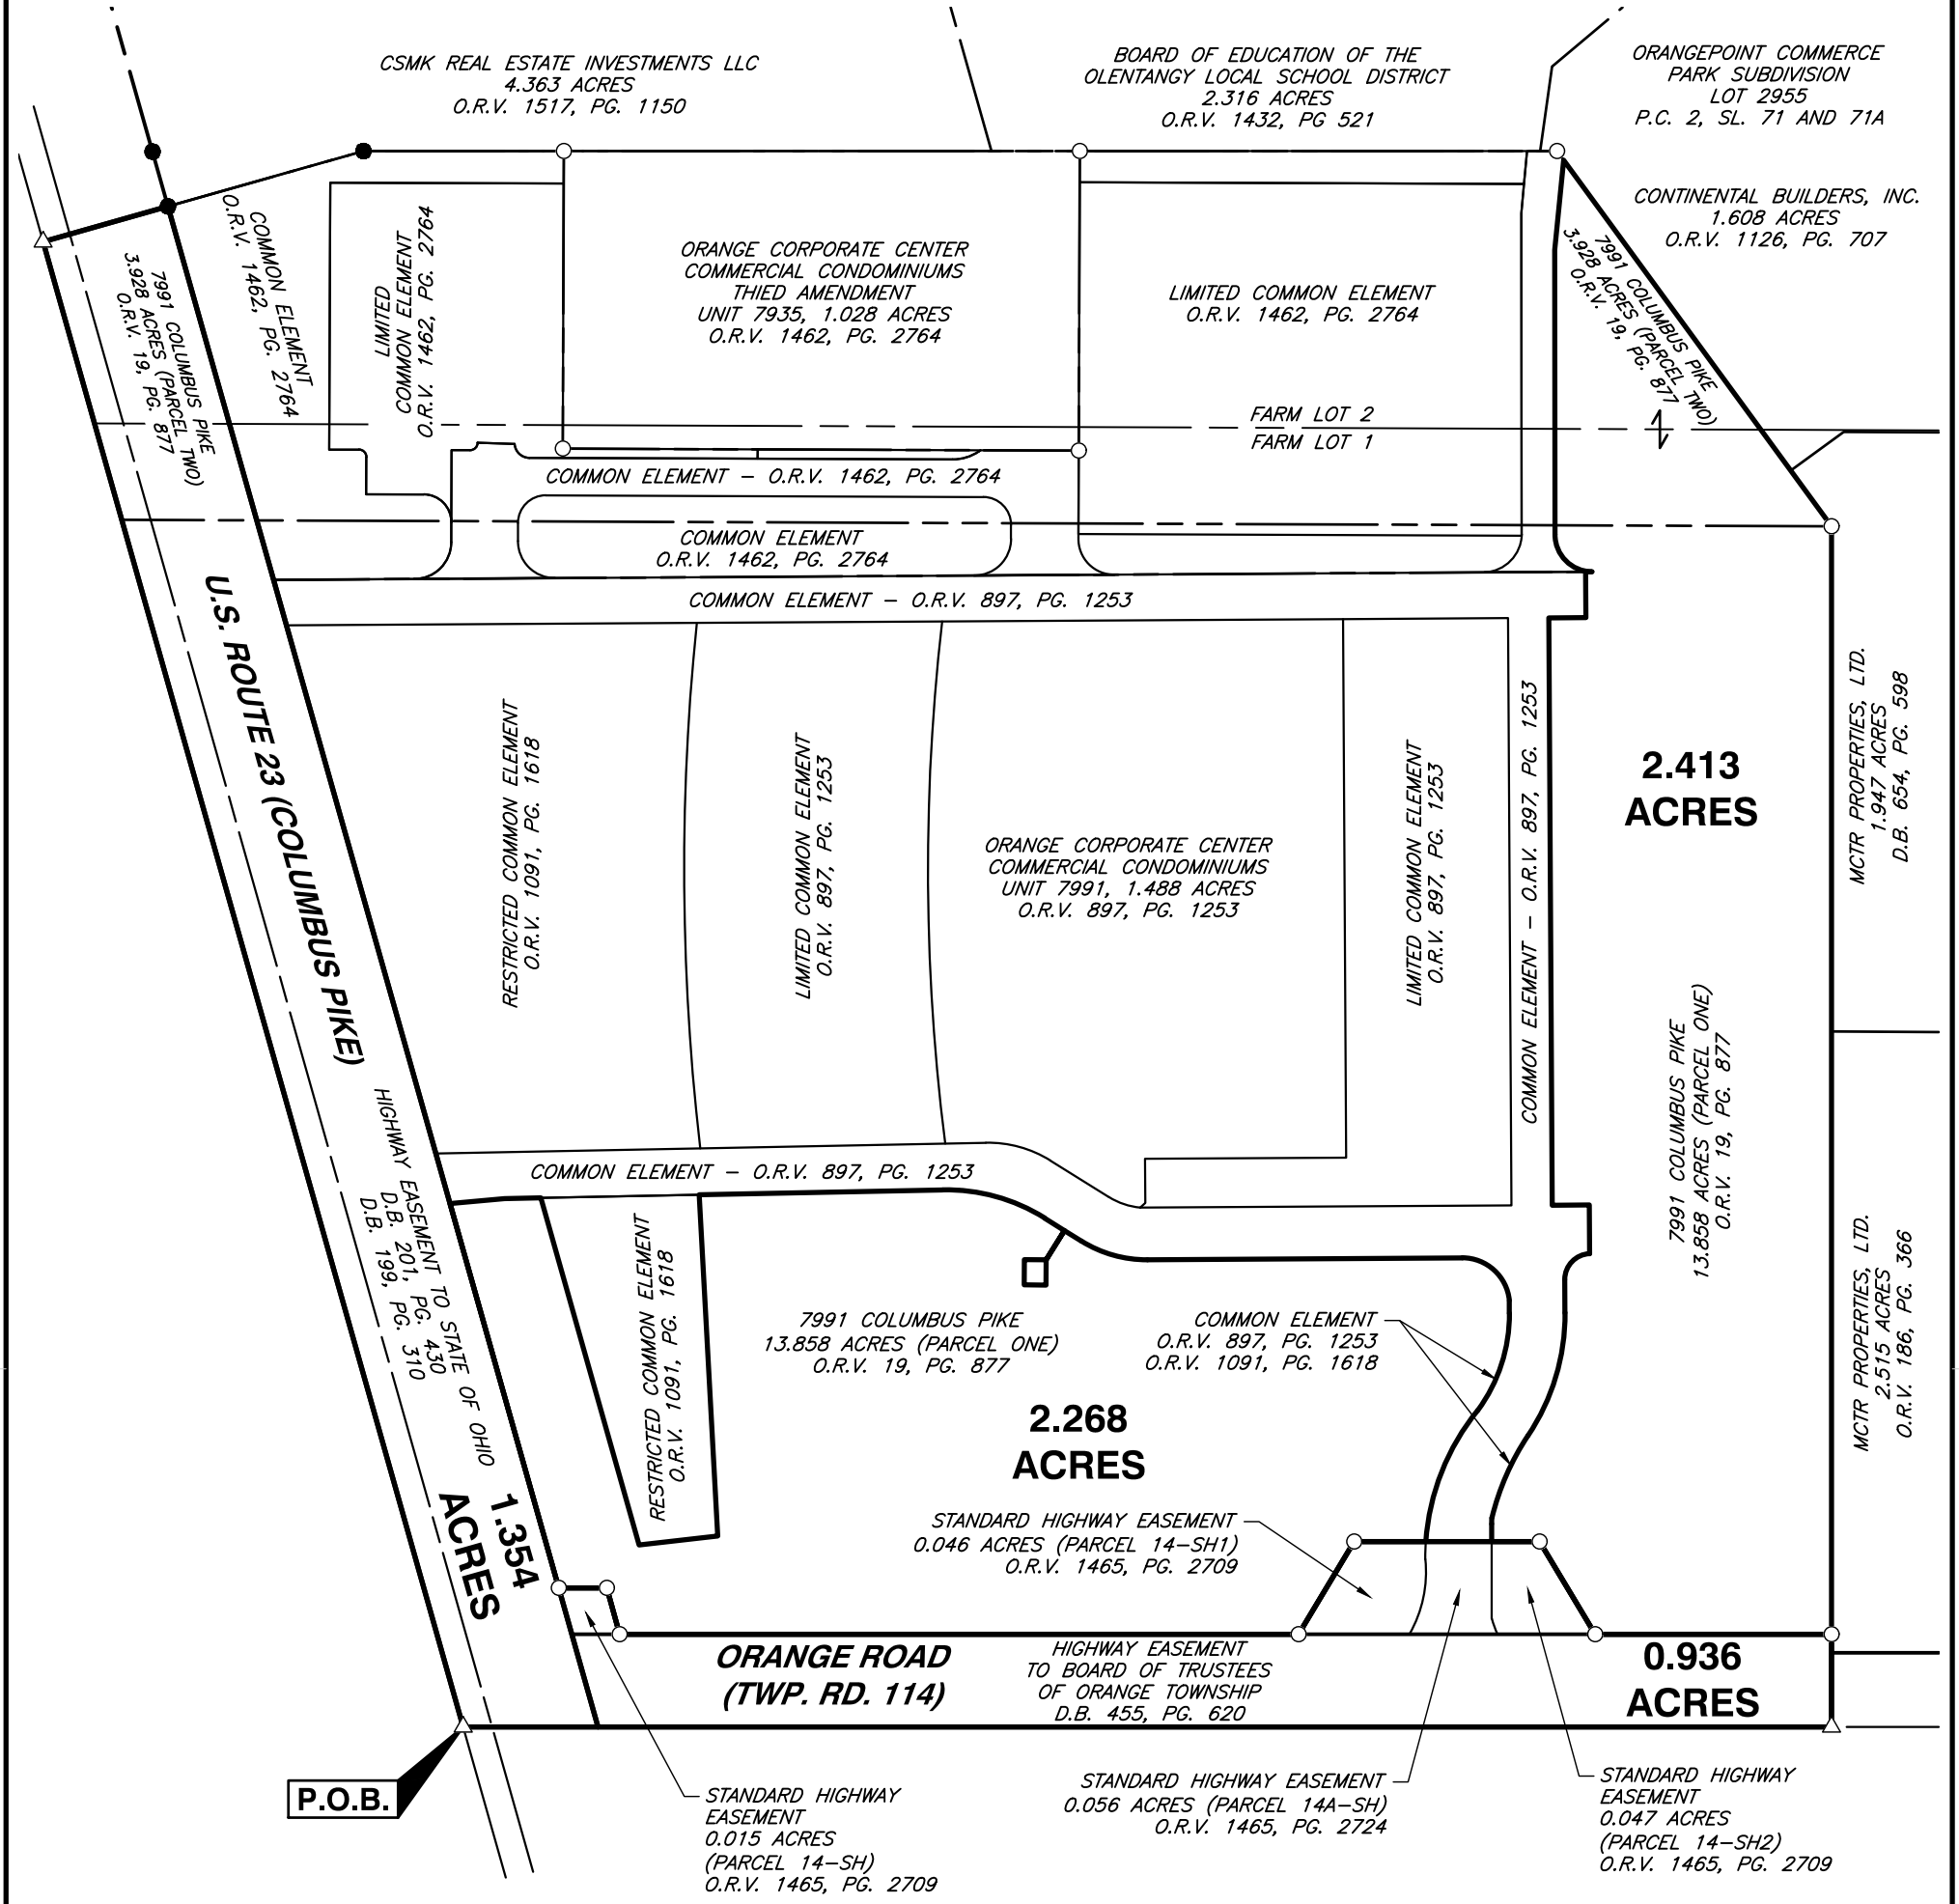 CSMK REAL ESTATE INVESTMENTS LLC
4.363 ACRES
O.R.V. 1517, PG. 1150
BOARD OF EDUCATION OF THE
OLENTANGY LOCAL SCHOOL DISTRICT
2.316 ACRES
O.R.V. 1432, PG 521
ORANGEPOINT COMMERCE
PARK SUBDIVISION
LOT 2955
P.C. 2, SL. 71 AND 71A
CONTINENTAL BUILDERS, INC.
1.608 ACRES
O.R.V. 1126, PG. 707
7991 COLUMBUS PIKE
3.928 ACRES (PARCEL TWO)
O.R.V. 19, PG. 877
COMMON ELEMENT
O.R.V. 1462, PG. 2764
LIMITED
COMMON ELEMENT
O.R.V. 1462, PG. 2764
ORANGE CORPORATE CENTER
COMMERCIAL CONDOMINIUMS
THIED AMENDMENT
UNIT 7935, 1.028 ACRES
O.R.V. 1462, PG. 2764
LIMITED COMMON ELEMENT
O.R.V. 1462, PG. 2764
7991 COLUMBUS PIKE
3.928 ACRES (PARCEL TWO)
O.R.V. 19, PG. 877
FARM LOT 2
FARM LOT 1
COMMON ELEMENT – O.R.V. 1462, PG. 2764
COMMON ELEMENT
O.R.V. 1462, PG. 2764
COMMON ELEMENT – O.R.V. 897, PG. 1253
U.S. ROUTE 23 (COLUMBUS PIKE)
RESTRICTED COMMON ELEMENT
O.R.V. 1091, PG. 1618
LIMITED COMMON ELEMENT
O.R.V. 897, PG. 1253
ORANGE CORPORATE CENTER
COMMERCIAL CONDOMINIUMS
UNIT 7991, 1.488 ACRES
O.R.V. 897, PG. 1253
LIMITED COMMON ELEMENT
O.R.V. 897, PG. 1253
COMMON ELEMENT – O.R.V. 897, PG. 1253
2.413
ACRES
MCTR PROPERTIES, LTD.
1.947 ACRES
D.B. 654, PG. 598
7991 COLUMBUS PIKE
13.858 ACRES (PARCEL ONE)
O.R.V. 19, PG. 877
MCTR PROPERTIES, LTD.
2.515 ACRES
O.R.V. 186, PG. 366
HIGHWAY EASEMENT TO STATE OF OHIO
D.B. 201, PG. 430
D.B. 199, PG. 310
COMMON ELEMENT – O.R.V. 897, PG. 1253
RESTRICTED COMMON ELEMENT
O.R.V. 1091, PG. 1618
7991 COLUMBUS PIKE
13.858 ACRES (PARCEL ONE)
O.R.V. 19, PG. 877
COMMON ELEMENT
O.R.V. 897, PG. 1253
O.R.V. 1091, PG. 1618
2.268
ACRES
1.354
ACRES
STANDARD HIGHWAY EASEMENT
0.046 ACRES (PARCEL 14–SH1)
O.R.V. 1465, PG. 2709
ORANGE ROAD
(TWP. RD. 114)
HIGHWAY EASEMENT
TO BOARD OF TRUSTEES
OF ORANGE TOWNSHIP
D.B. 455, PG. 620
0.936
ACRES
P.O.B.
STANDARD HIGHWAY
EASEMENT
0.015 ACRES
(PARCEL 14–SH)
O.R.V. 1465, PG. 2709
STANDARD HIGHWAY EASEMENT
0.056 ACRES (PARCEL 14A–SH)
O.R.V. 1465, PG. 2724
STANDARD HIGHWAY
EASEMENT
0.047 ACRES
(PARCEL 14–SH2)
O.R.V. 1465, PG. 2709